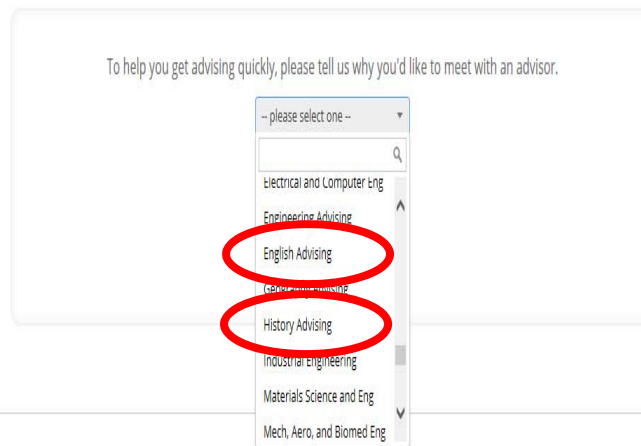 To help you get advising quickly, please tell us why you'd like to meet with an advisor.
-- please select one --
Electrical and Computer Eng
Engineering Advising
English Advising
Geography Advising
History Advising
Industrial Engineering
Materials Science and Eng
Mech, Aero, and Biomed Eng